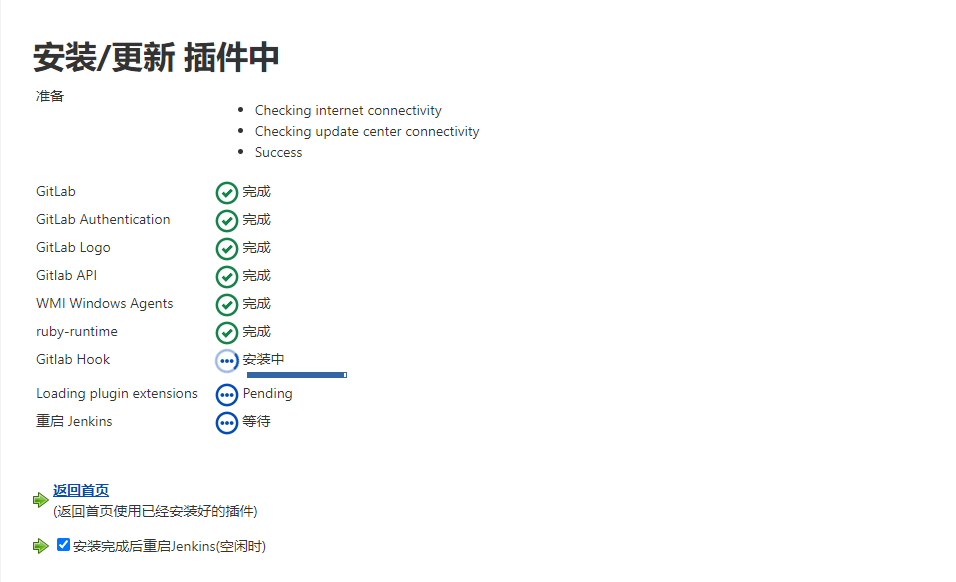 安装/更新 插件中
准备
Checking internet connectivity
Checking update center connectivity
Success
GitLab 完成
GitLab Authentication 完成
GitLab Logo 完成
Gitlab API 完成
WMI Windows Agents 完成
ruby-runtime 完成
Gitlab Hook 安装中
Loading plugin extensions Pending
重启 Jenkins 等待
返回首页
(返回首页使用已经安装好的插件)
安装完成后重启Jenkins(空闲时)